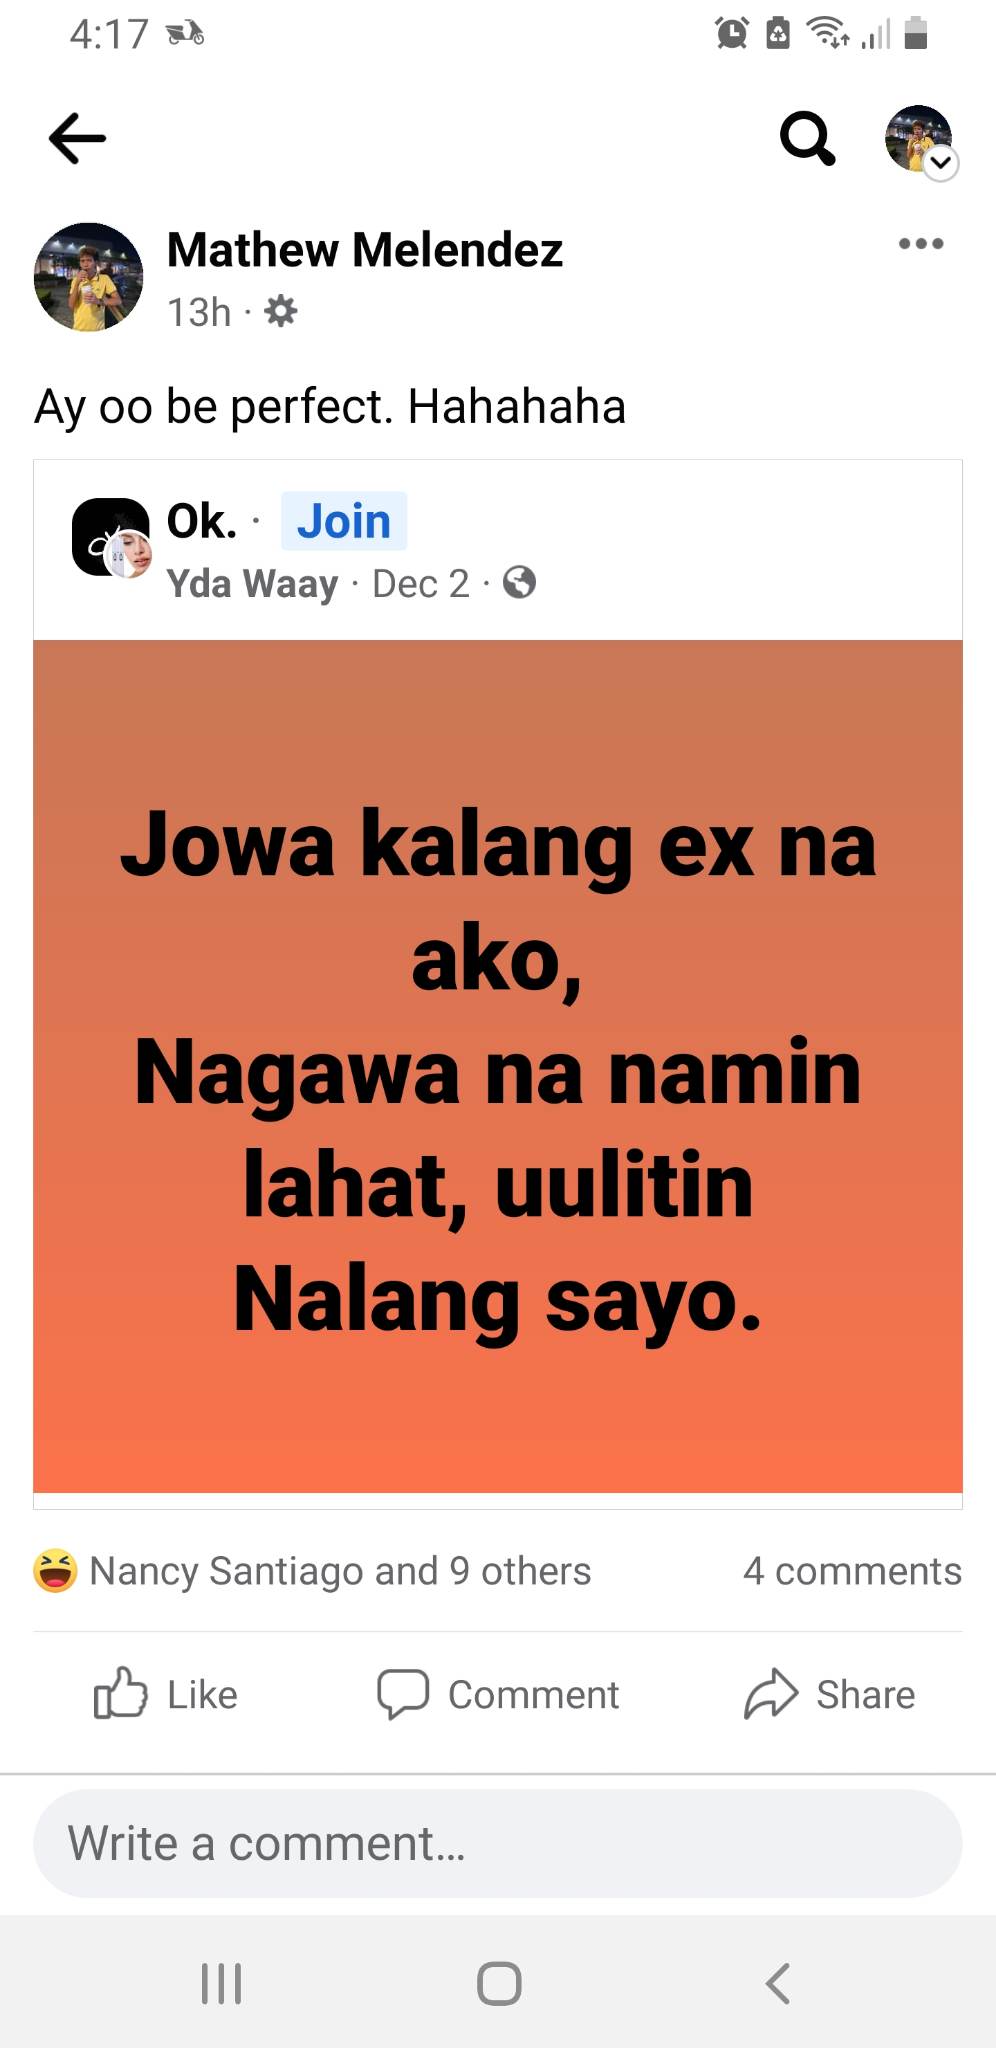 4:17
Mathew Melendez
13h ·
Ay oo be perfect. Hahahaha
Ok. · Join
Yda Waay · Dec 2 ·
Jowa kalang ex na
ako,
Nagawa na namin
lahat, uulitin
Nalang sayo.
Nancy Santiago and 9 others 4 comments
Like Comment Share
Write a comment...